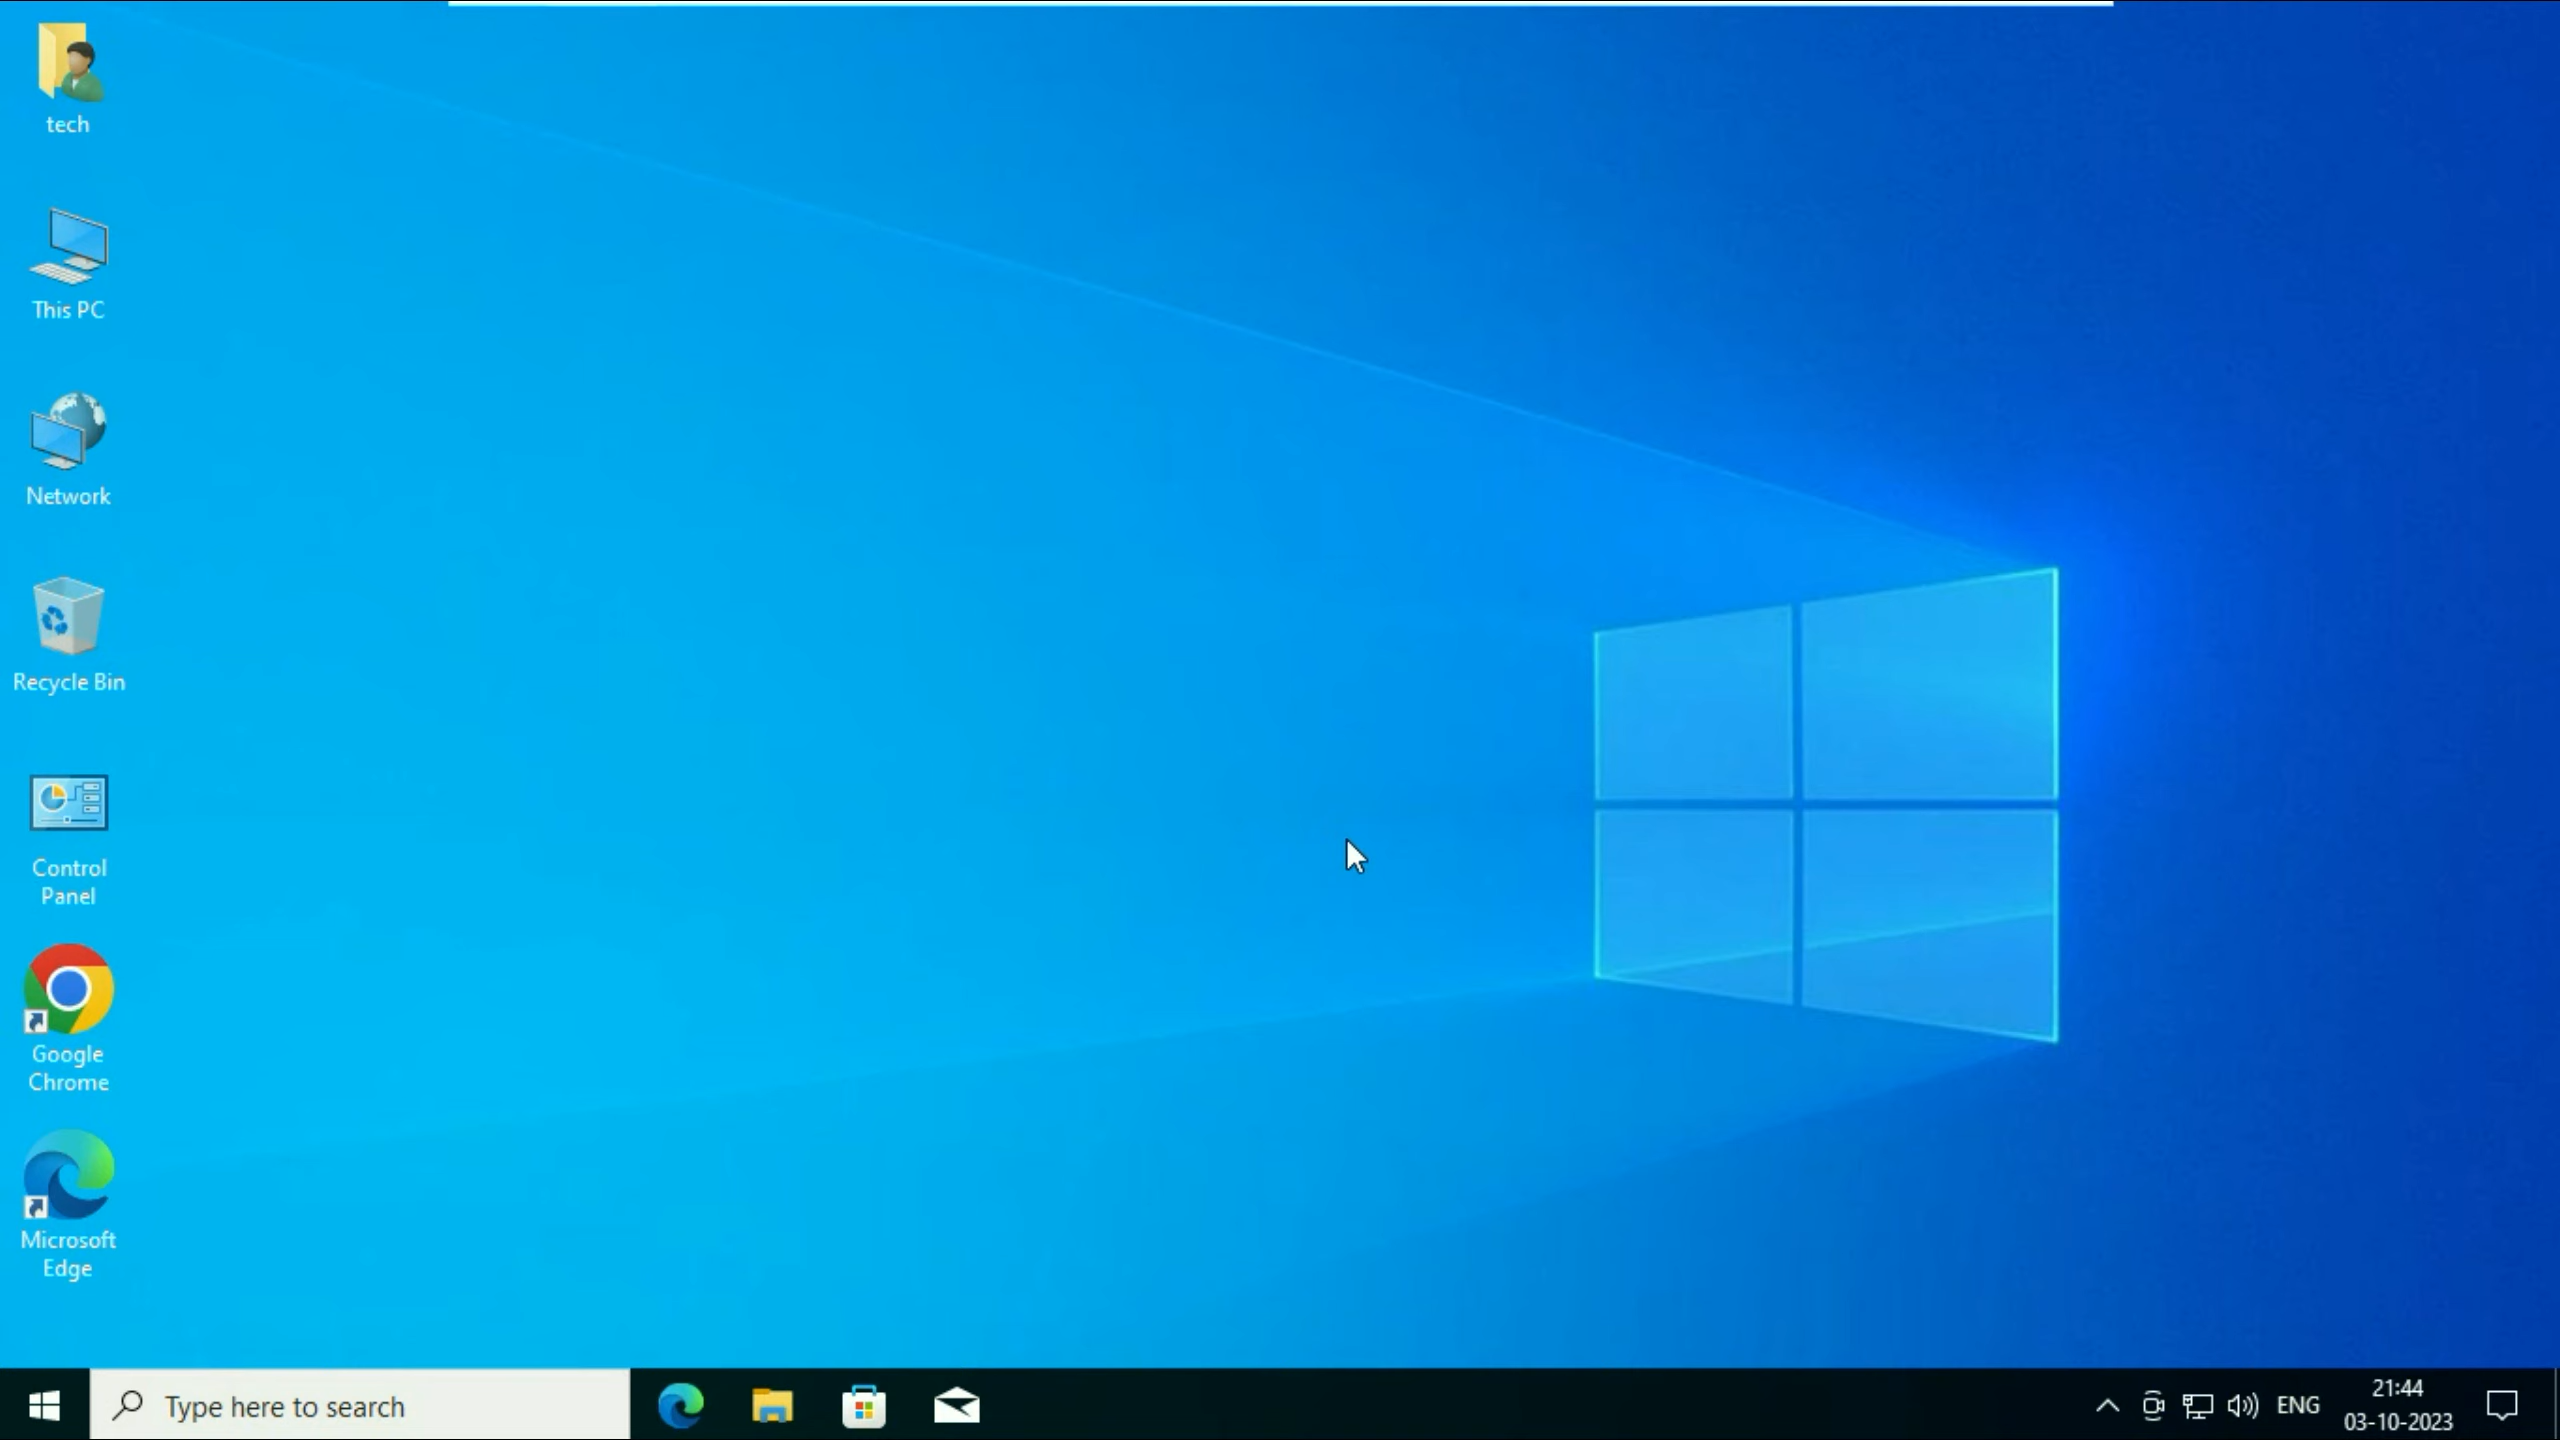 tech
This PC
Network
Recycle Bin
Control
Panel
Google
Chrome
Microsoft
Edge
Type here to search
ENG
21:44
03-10-2023